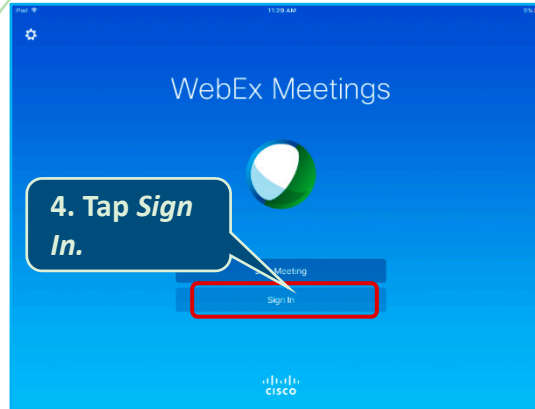 iPad
11:29 AM
WebEx Meetings
4. Tap Sign
In.
Meeting
Sign In
CISCO